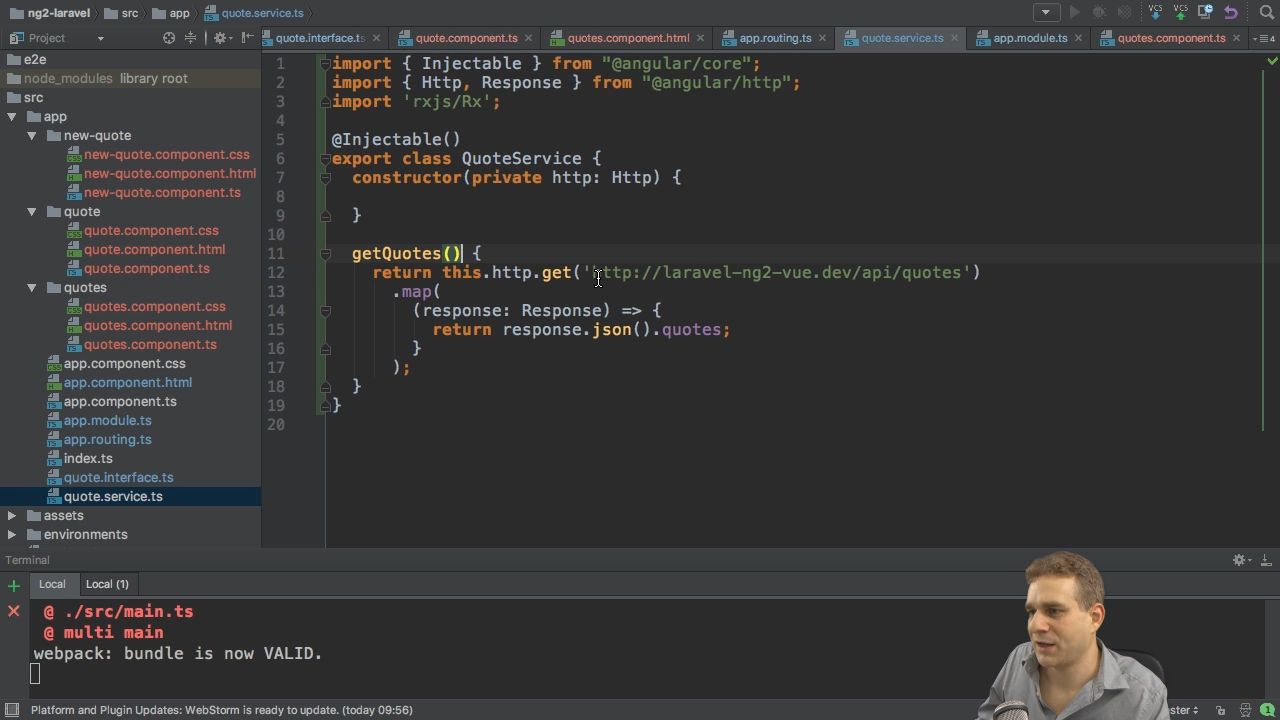 ng2-laravel src app quote.service.ts
Project
quote.interface.t
quote.component.ts
quotes.component.html
app.routing.ts
quote.service.ts
app.module.ts
quotes.component.ts
4
e2e
node_modules library root
src
app
new-quote
new-quote.component.css
new-quote.component.html
new-quote.component.ts
quote
quote.component.css
quote.component.html
quote.component.ts
quotes
quotes.component.css
quotes.component.html
quotes.component.ts
app.component.css
app.component.html
app.component.ts
app.module.ts
app.routing.ts
index.ts
quote.interface.ts
quote.service.ts
assets
environments
1 import { Injectable } from "@angular/core";
2 import { Http, Response } from "@angular/http";
3 import 'rxjs/Rx';
4
5 @Injectable()
6 export class QuoteService {
7 constructor(private http: Http) {
8
9 }
10
11 getQuotes() {
12 return this.http.get('http://laravel-ng2-vue.dev/api/quotes')
13 .map(
14 (response: Response) => {
15 return response.json().quotes;
16 }
17 );
18 }
19 }
20
Terminal
Local
Local (1)
@ ./src/main.ts
@ multi main
webpack: bundle is now VALID.
Platform and Plugin Updates: WebStorm is ready to update. (today 09:56)
ster
1